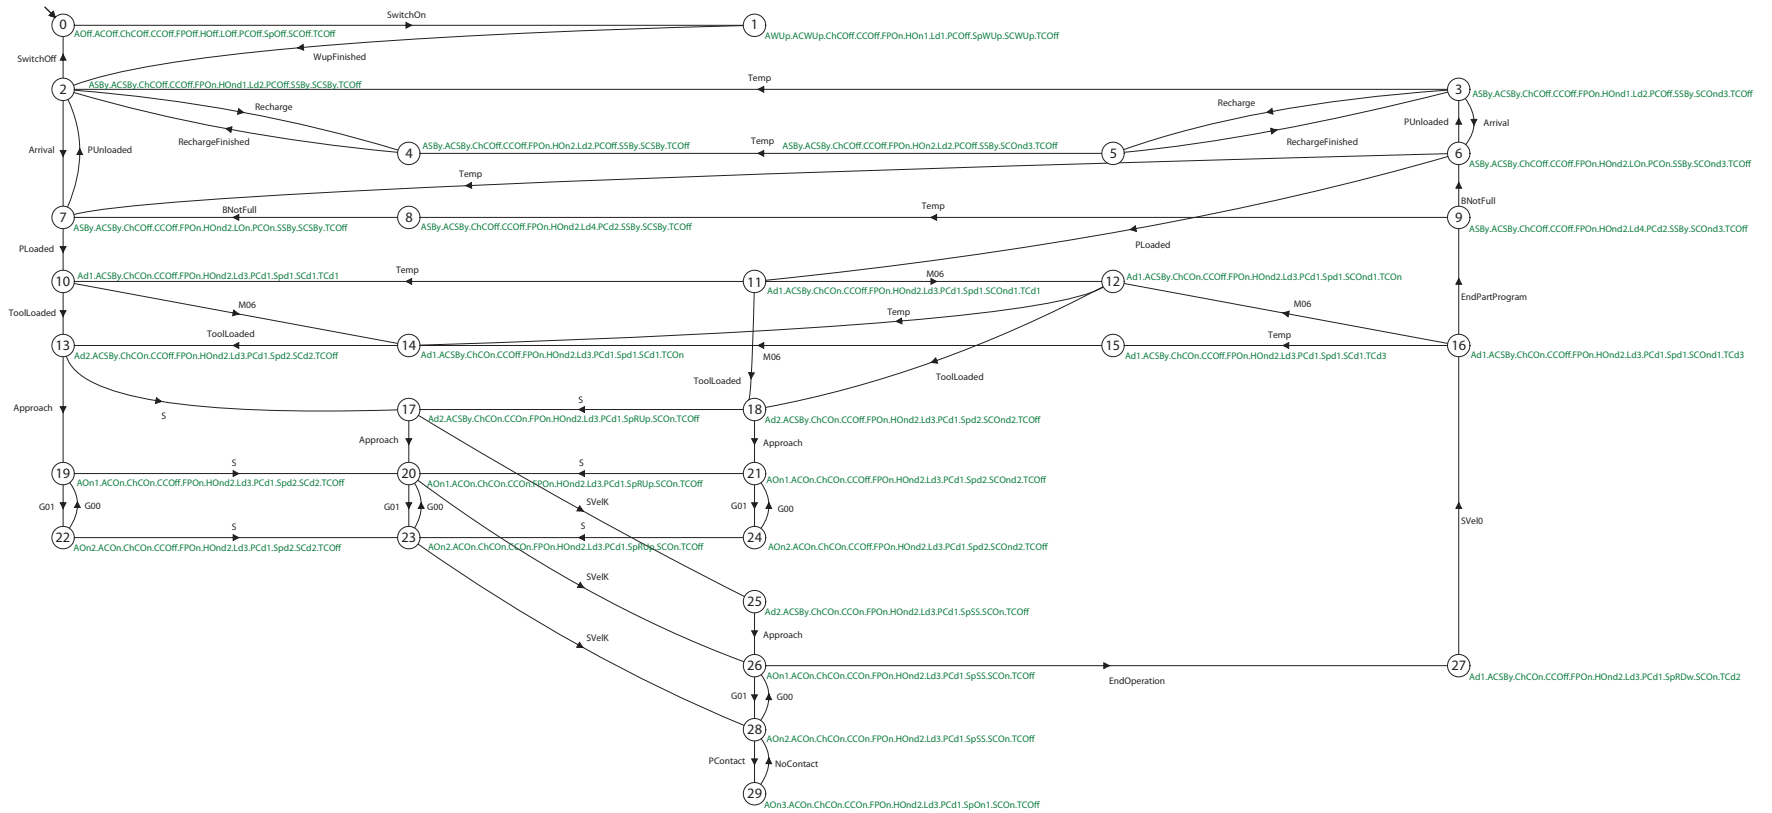 SwitchOn
0
1
AOff.ACOff.ChCOff.CCOff.FPOff.HOff.LOff.PCOff.SpOff.SCOff.TCOff
AWUp.ACWUp.ChCOff.CCOff.FPOn.HOn1.Ld1.PCOff.SpWUp.SCWUp.TCOff
SwitchOff
WupFinished
Temp
2
ASBy.ACSBy.ChCOff.CCOff.FPOn.HOnd1.Ld2.PCOff.SSBy.SCSBy.TCOff
3
ASBy.ACSBy.ChCOff.CCOff.FPOn.HOnd1.Ld2.PCOff.SSBy.SCOnd3.TCOff
Recharge
Recharge
PUnloaded
Arrival
RechargeFinished
RechargeFinished
Arrival
PUnloaded
4
ASBy.ACSBy.ChCOff.CCOff.FPOn.HOn2.Ld2.PCOff.SSBy.SCSBy.TCOff
Temp
ASBy.ACSBy.ChCOff.CCOff.FPOn.HOn2.Ld2.PCOff.SSBy.SCOnd3.TCOff
5
6
ASBy.ACSBy.ChCOff.CCOff.FPOn.HOnd2.LOn.PCOn.SSBy.SCOnd3.TCOff
Temp
BNotFull
7
BNotFull
8
Temp
9
ASBy.ACSBy.ChCOff.CCOff.FPOn.HOnd2.LOn.PCOn.SSBy.SCSBy.TCOff
ASBy.ACSBy.ChCOff.CCOff.FPOn.HOnd2.Ld4.PCd2.SSBy.SCSBy.TCOff
ASBy.ACSBy.ChCOff.CCOff.FPOn.HOnd2.Ld4.PCd2.SSBy.SCOnd3.TCOff
PLoaded
PLoaded
10
Ad1.ACSBy.ChCOn.CCOff.FPOn.HOnd2.Ld3.PCd1.Spd1.SCd1.TCd1
Temp
11
M06
12
Ad1.ACSBy.ChCOn.CCOff.FPOn.HOnd2.Ld3.PCd1.Spd1.SCOnd1.TCOn
Ad1.ACSBy.ChCOn.CCOff.FPOn.HOnd2.Ld3.PCd1.Spd1.SCOnd1.TCd1
EndPartProgram
ToolLoaded
M06
Temp
M06
13
ToolLoaded
14
15
Temp
16
Ad2.ACSBy.ChCOn.CCOff.FPOn.HOnd2.Ld3.PCd1.Spd2.SCd2.TCOff
Ad1.ACSBy.ChCOn.CCOff.FPOn.HOnd2.Ld3.PCd1.Spd1.SCd1.TCOn
M06
Ad1.ACSBy.ChCOn.CCOff.FPOn.HOnd2.Ld3.PCd1.Spd1.SCd1.TCd3
Ad1.ACSBy.ChCOn.CCOff.FPOn.HOnd2.Ld3.PCd1.Spd1.SCOnd1.TCd3
ToolLoaded
ToolLoaded
Approach
S
17
S
18
Ad2.ACSBy.ChCOn.CCOn.FPOn.HOnd2.Ld3.PCd1.SpRUp.SCOn.TCOff
Ad2.ACSBy.ChCOn.CCOff.FPOn.HOnd2.Ld3.PCd1.Spd2.SCOnd2.TCOff
Approach
Approach
19
S
20
S
21
AOn1.ACOn.ChCOn.CCOff.FPOn.HOnd2.Ld3.PCd1.Spd2.SCd2.TCOff
AOn1.ACOn.ChCOn.CCOn.FPOn.HOnd2.Ld3.PCd1.SpRUp.SCOn.TCOff
AOn1.ACOn.ChCOn.CCOff.FPOn.HOnd2.Ld3.PCd1.Spd2.SCOnd2.TCOff
G01
G00
G01
G00
SVelK
G01
G00
SVel0
22
S
23
S
24
AOn2.ACOn.ChCOn.CCOff.FPOn.HOnd2.Ld3.PCd1.Spd2.SCd2.TCOff
AOn2.ACOn.ChCOn.CCOn.FPOn.HOnd2.Ld3.PCd1.SpRUp.SCOn.TCOff
AOn2.ACOn.ChCOn.CCOff.FPOn.HOnd2.Ld3.PCd1.Spd2.SCOnd2.TCOff
SVelK
25
Ad2.ACSBy.ChCOn.CCOn.FPOn.HOnd2.Ld3.PCd1.SpSS.SCOn.TCOff
SVelK
Approach
26
27
AOn1.ACOn.ChCOn.CCOn.FPOn.HOnd2.Ld3.PCd1.SpSS.SCOn.TCOff
EndOperation
Ad1.ACSBy.ChCOn.CCOff.FPOn.HOnd2.Ld3.PCd1.SpRDw.SCOn.TCd2
G01
G00
28
AOn2.ACOn.ChCOn.CCOn.FPOn.HOnd2.Ld3.PCd1.SpSS.SCOn.TCOff
PContact
NoContact
29
AOn3.ACOn.ChCOn.CCOn.FPOn.HOnd2.Ld3.PCd1.SpOn1.SCOn.TCOff